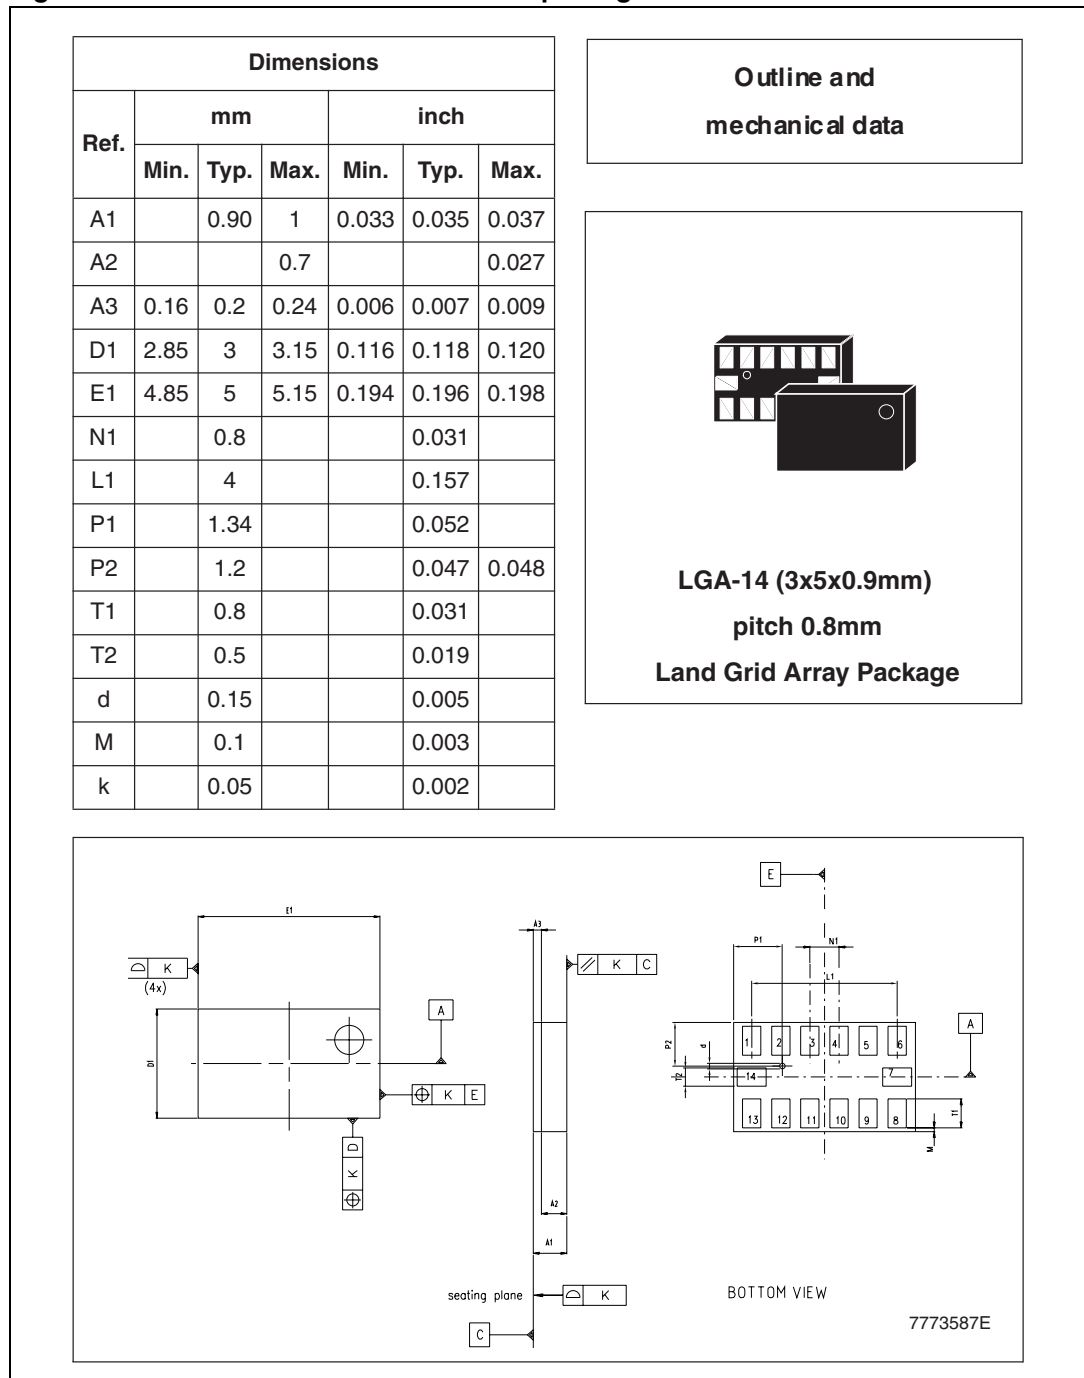 Dimensions
Ref. mm inch
Min. Typ. Max. Min. Typ. Max.
A1 0.90 1 0.033 0.035 0.037
A2 0.7 0.027
A3 0.16 0.2 0.24 0.006 0.007 0.009
D1 2.85 3 3.15 0.116 0.118 0.120
E1 4.85 5 5.15 0.194 0.196 0.198
N1 0.8 0.031
L1 4 0.157
P1 1.34 0.052
P2 1.2 0.047 0.048
T1 0.8 0.031
T2 0.5 0.019
d 0.15 0.005
M 0.1 0.003
k 0.05 0.002
Outline and
mechanical data
LGA-14 (3x5x0.9mm)
pitch 0.8mm
Land Grid Array Package
E1
K
(4x)
D1
A
K E
K D
A3
K C
A2
A1
seating plane
K
C
E
P1 N1
L1
A
P2 d
T2
1 2 3 4 5 6
14 7
13 12 11 10 9 8
T1
M
BOTTOM VIEW
7773587E